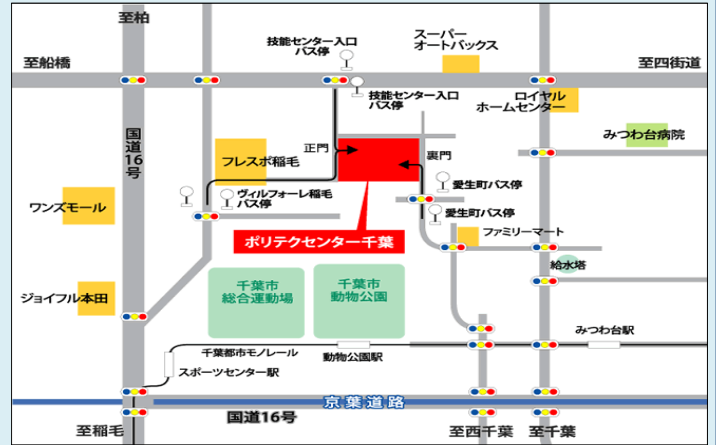 至柏
技能センター入口
バス停
スーパー
オートバックス
至船橋
至四街道
技能センター入口
バス停
ロイヤル
ホームセンター
国道16号
みつわ台病院
正門
裏門
フレスポ稲毛
愛生町バス停
ヴィルフォーレ稲毛
バス停
ワンズモール
愛生町バス停
ファミリーマート
ポリテクセンター千葉
給水塔
千葉市
総合運動場
千葉市
動物公園
ジョイフル本田
みつわ台駅
千葉都市モノレール
動物公園駅
スポーツセンター駅
京葉道路
国道16号
至稲毛
至西千葉
至千葉